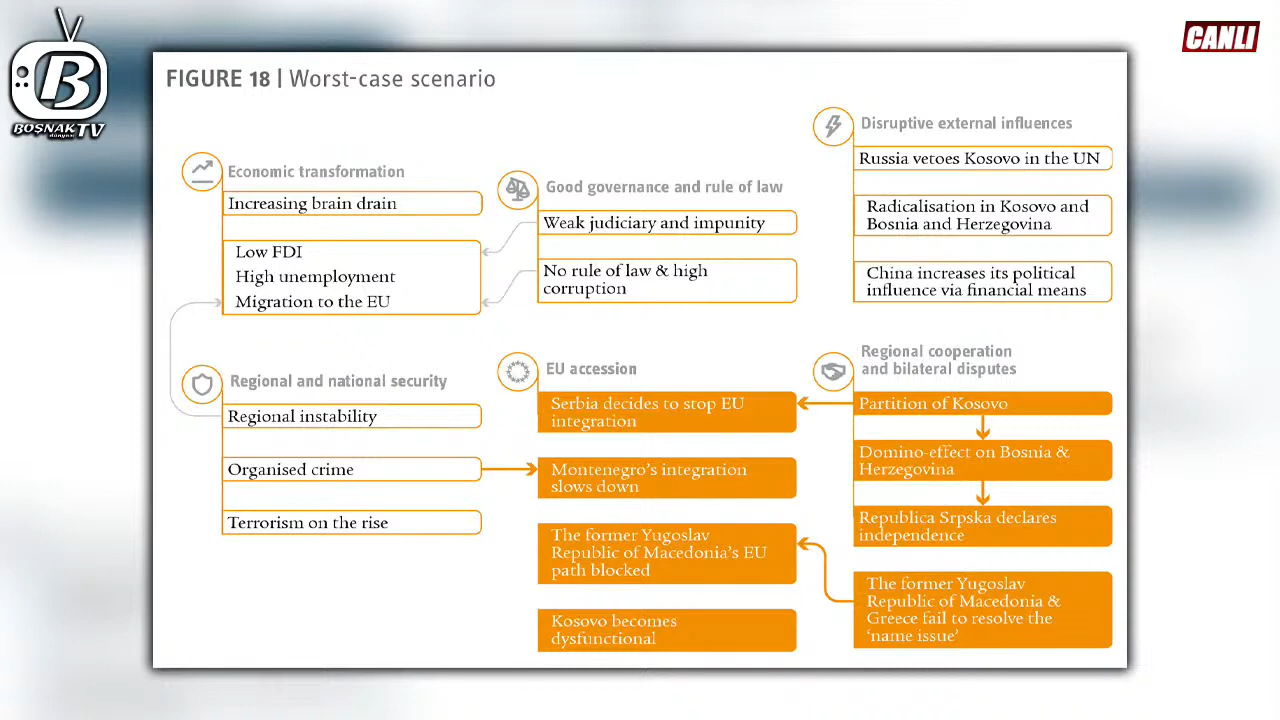 BOSNAK TV
dünyası
CANLI
FIGURE 18 | Worst-case scenario
Economic transformation
Increasing brain drain
Low FDI
High unemployment
Migration to the EU
Good governance and rule of law
Weak judiciary and impunity
No rule of law & high
corruption
Disruptive external influences
Russia vetoes Kosovo in the UN
Radicalisation in Kosovo and
Bosnia and Herzegovina
China increases its political
influence via financial means
Regional and national security
Regional instability
Organised crime
Terrorism on the rise
EU accession
Serbia decides to stop EU
integration
Montenegro's integration
slows down
The former Yugoslav
Republic of Macedonia's EU
path blocked
Kosovo becomes
dysfunctional
Regional cooperation
and bilateral disputes
Partition of Kosovo
Domino-effect on Bosnia &
Herzegovina
Republica Srpska declares
independence
The former Yugoslav
Republic of Macedonia &
Greece fail to resolve the
‘name issue’